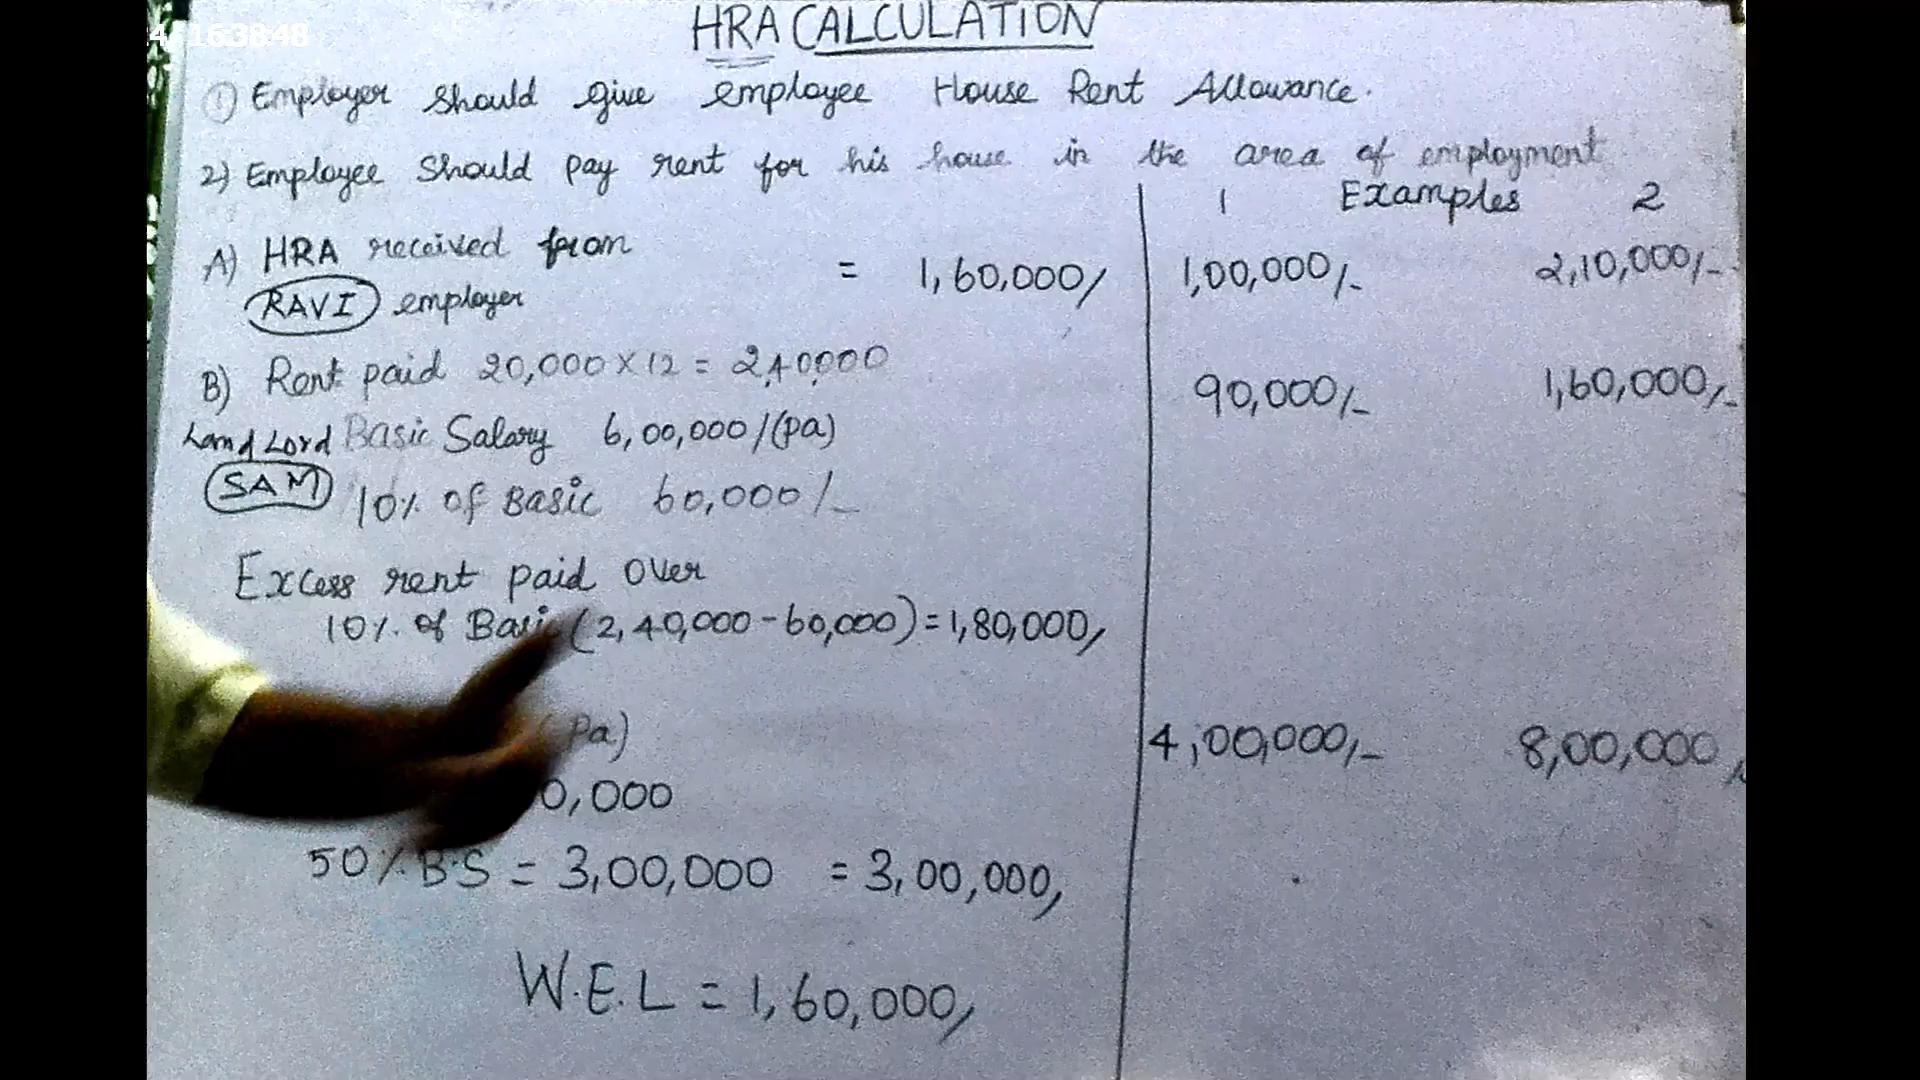 HRA CALCULATION
1) Employer should give employee House Rent Allowance.
2) Employee Should pay rent for his house in the area of employment
1 Examples 2
A) HRA received from = 1,60,000/ 1,00,000/- 2,10,000/-
RAVI employer
B) Rent paid 20,000 X 12 = 2,40,000 90,000/- 1,60,000/-
Land Lord Basic Salary 6,00,000/(pa)
SAM 10% of Basic 60,000/-
Excess rent paid Over
10% of Basic (2,40,000 - 60,000) = 1,80,000/
(Pa) 4,00,000/- 8,00,000/
0,000
50% B.S = 3,00,000 = 3,00,000/
W.E.L = 1,60,000/